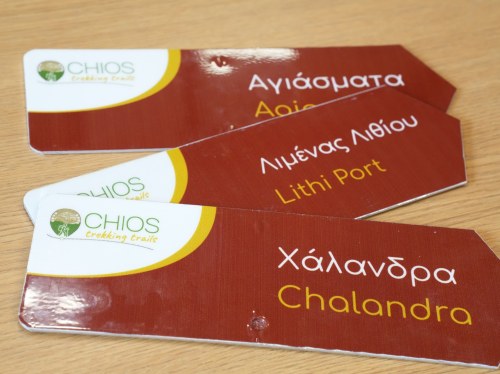 CHIOS
trekking trails
Αγιάσματα
CHIOS
trekking trails
Λιμένας Λιθίου
Lithi Port
CHIOS
trekking trails
Χάλανδρα
Chalandra